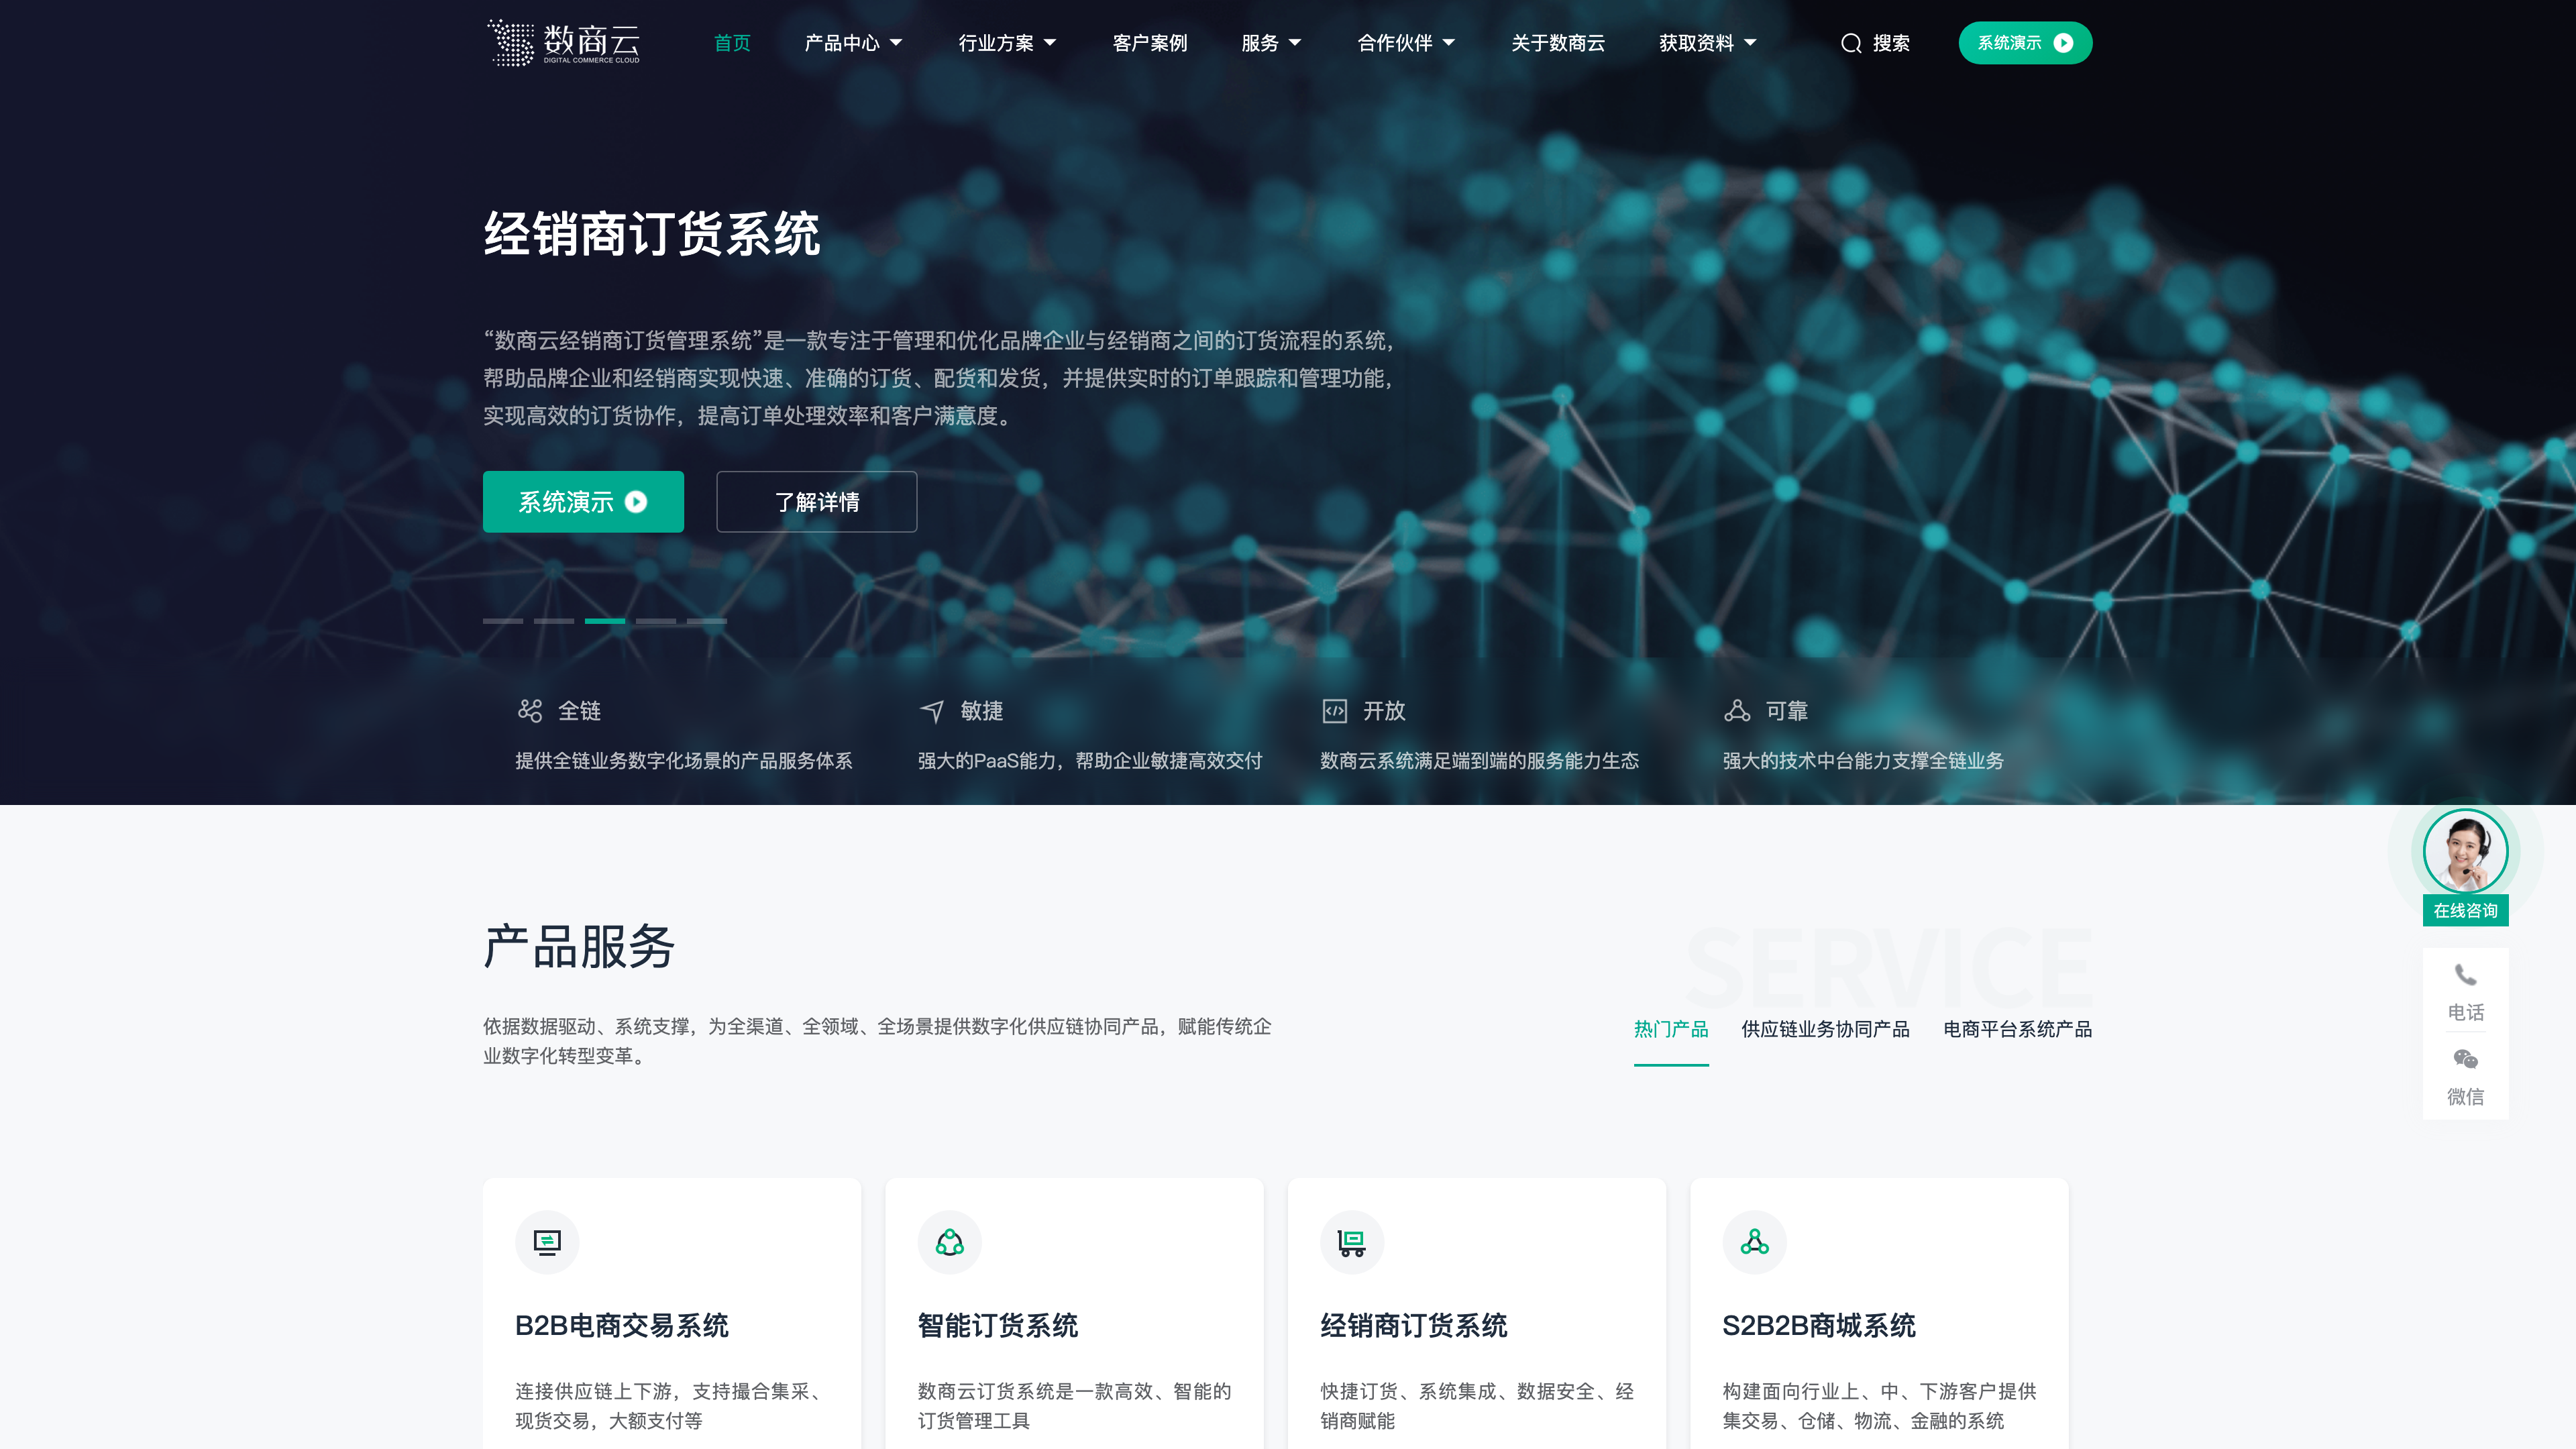 数商云
DIGITAL COMMERCE CLOUD
首页
产品中心
行业方案
客户案例
服务
合作伙伴
关于数商云
获取资料
搜索
系统演示
经销商订货系统
“数商云经销商订货管理系统”是一款专注于管理和优化品牌企业与经销商之间的订货流程的系统，
帮助品牌企业和经销商实现快速、准确的订货、配货和发货，并提供实时的订单跟踪和管理功能，
实现高效的订货协作，提高订单处理效率和客户满意度。
系统演示
了解详情
全链
提供全链业务数字化场景的产品服务体系
敏捷
强大的PaaS能力，帮助企业敏捷高效交付
开放
数商云系统满足端到端的服务能力生态
可靠
强大的技术中台能力支撑全链业务
在线咨询
电话
微信
产品服务
SERVICE
依据数据驱动、系统支撑，为全渠道、全领域、全场景提供数字化供应链协同产品，赋能传统企
业数字化转型变革。
热门产品
供应链业务协同产品
电商平台系统产品
B2B电商交易系统
连接供应链上下游，支持撮合集采、
现货交易，大额支付等
智能订货系统
数商云订货系统是一款高效、智能的
订货管理工具
经销商订货系统
快捷订货、系统集成、数据安全、经
销商赋能
S2B2B商城系统
构建面向行业上、中、下游客户提供
集交易、仓储、物流、金融的系统